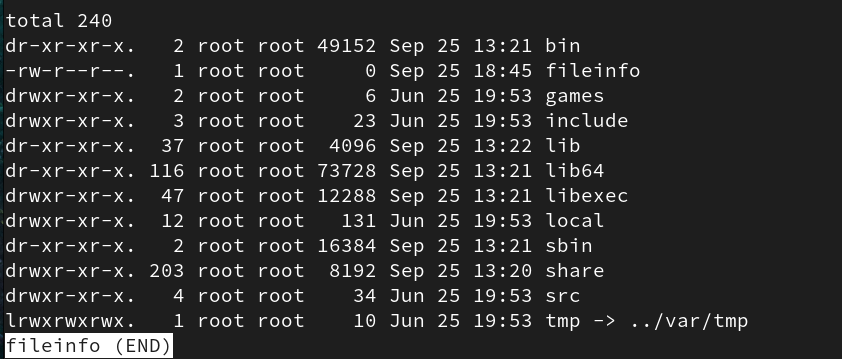 total 240
dr-xr-xr-x.   2 root root 49152 Sep 25 13:21 bin
-rw-r--r--.   1 root root     0 Sep 25 18:45 fileinfo
drwxr-xr-x.   2 root root     6 Jun 25 19:53 games
drwxr-xr-x.   3 root root    23 Jun 25 19:53 include
dr-xr-xr-x.  37 root root  4096 Sep 25 13:22 lib
dr-xr-xr-x. 116 root root 73728 Sep 25 13:21 lib64
drwxr-xr-x.  47 root root 12288 Sep 25 13:21 libexec
drwxr-xr-x.  12 root root   131 Jun 25 19:53 local
dr-xr-xr-x.   2 root root 16384 Sep 25 13:21 sbin
drwxr-xr-x. 203 root root  8192 Sep 25 13:20 share
drwxr-xr-x.   4 root root    34 Jun 25 19:53 src
lrwxrwxrwx.   1 root root    10 Jun 25 19:53 tmp -> ../var/tmp
fileinfo (END)